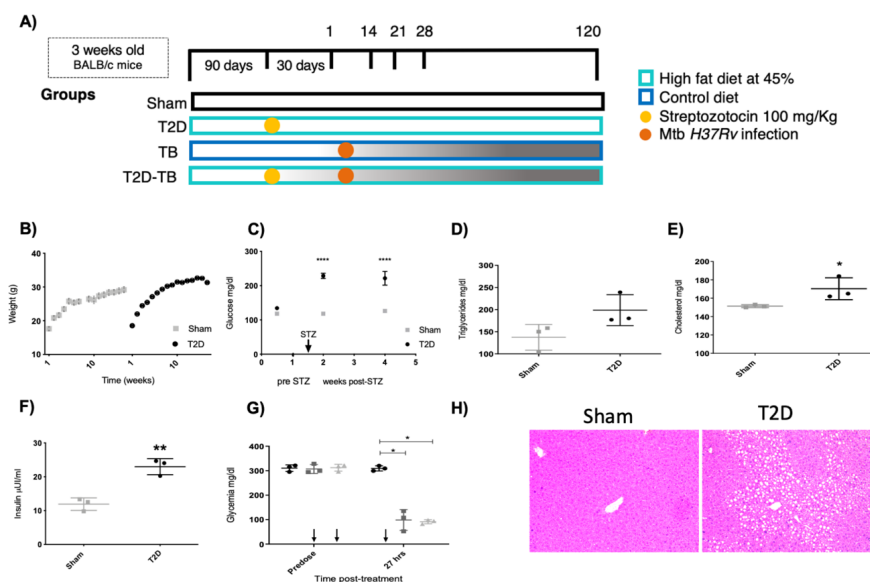 A)
3 weeks old
BALB/c mice
1 14 21 28 120
90 days 30 days
Groups
Sham
T2D
TB
T2D-TB
High fat diet at 45%
Control diet
Streptozotocin 100 mg/Kg
Mtb H37Rv infection
B)
Weight (g)
40
30
20
10
1 10 1 10
Time (weeks)
Sham
T2D
C)
Glucose mg/dl
300
200
100
0
**** ****
STZ
Sham
T2D
0 1 2 3 4 5
pre STZ weeks post-STZ
D)
Triglycerides mg/dl
300
250
200
150
100
Sham T2D
E)
Cholesterol mg/dl
200
180
160
140
120
100
*
Sham T2D
F)
Insulin µUI/ml
30
20
10
0
**
Sham T2D
G)
Glycemia mg/dl
400
300
200
100
0
*
*
Predose 27 hrs
Time post-treatment
H)
Sham T2D